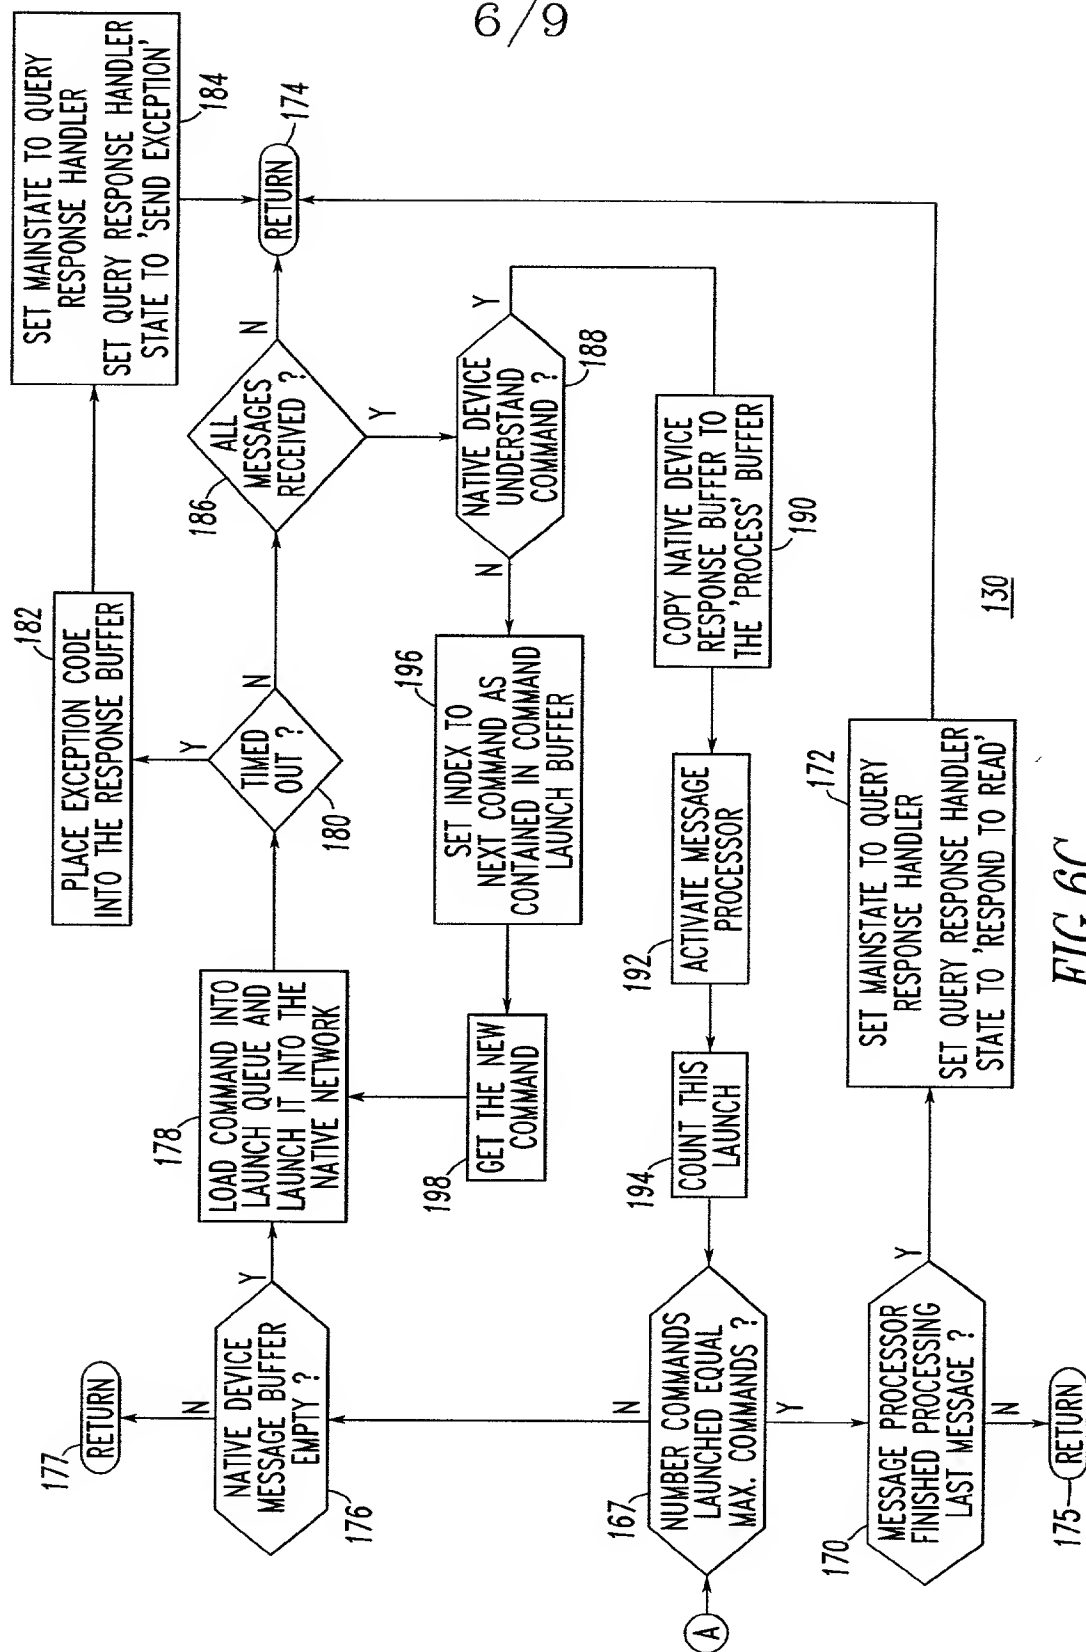 6/9
177
RETURN
N
NATIVE DEVICE
MESSAGE BUFFER
EMPTY ?
176
Y
178
LOAD COMMAND INTO
LAUNCH QUEUE AND
LAUNCH IT INTO THE
NATIVE NETWORK
TIMED
OUT ?
180
Y
N
182
PLACE EXCEPTION CODE
INTO THE RESPONSE BUFFER
SET MAINSTATE TO QUERY
RESPONSE HANDLER
SET QUERY RESPONSE HANDLER
STATE TO 'SEND EXCEPTION'
184
186
ALL
MESSAGES
RECEIVED ?
N
Y
RETURN
174
NATIVE DEVICE
UNDERSTAND
COMMAND ?
188
N
Y
196
SET INDEX TO
NEXT COMMAND AS
CONTAINED IN COMMAND
LAUNCH BUFFER
198
GET THE NEW
COMMAND
COPY NATIVE DEVICE
RESPONSE BUFFER TO
THE 'PROCESS' BUFFER
190
192
ACTIVATE MESSAGE
PROCESSOR
194
COUNT THIS
LAUNCH
A
167
NUMBER COMMANDS
LAUNCHED EQUAL
MAX. COMMANDS ?
N
Y
170
MESSAGE PROCESSOR
FINISHED PROCESSING
LAST MESSAGE ?
Y
N
175
RETURN
172
SET MAINSTATE TO QUERY
RESPONSE HANDLER
SET QUERY RESPONSE HANDLER
STATE TO 'RESPOND TO READ'
130
FIG.6C